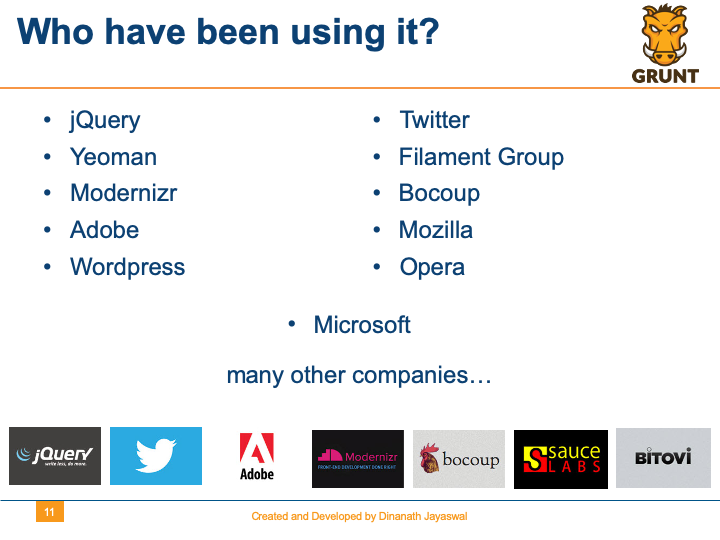 Who have been using it?
GRUNT
• jQuery
• Yeoman
• Modernizr
• Adobe
• Wordpress
• Twitter
• Filament Group
• Bocoup
• Mozilla
• Opera
• Microsoft
many other companies…
jQuery
write less, do more.
Adobe
Modernizr
FRONT-END DEVELOPMENT DONE RIGHT
bocoup
sauce
LABS
BiTOVi
11
Created and Developed by Dinanath Jayaswal